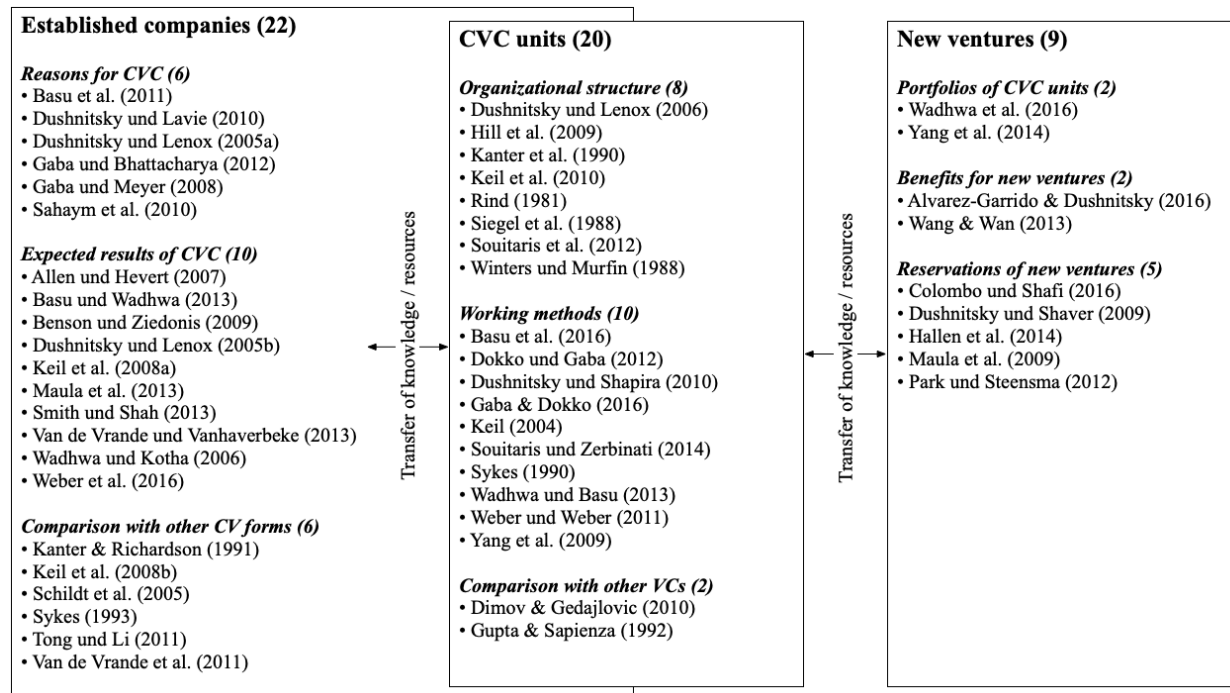 Established companies (22)
Reasons for CVC (6)
• Basu et al. (2011)
• Dushnitsky und Lavie (2010)
• Dushnitsky und Lenox (2005a)
• Gaba und Bhattacharya (2012)
• Gaba und Meyer (2008)
• Sahaym et al. (2010)
Expected results of CVC (10)
• Allen und Hevert (2007)
• Basu und Wadhwa (2013)
• Benson und Ziedonis (2009)
• Dushnitsky und Lenox (2005b)
• Keil et al. (2008a)
• Maula et al. (2013)
• Smith und Shah (2013)
• Van de Vrande und Vanhaverbeke (2013)
• Wadhwa und Kotha (2006)
• Weber et al. (2016)
Comparison with other CV forms (6)
• Kanter & Richardson (1991)
• Keil et al. (2008b)
• Schildt et al. (2005)
• Sykes (1993)
• Tong und Li (2011)
• Van de Vrande et al. (2011)
Transfer of knowledge / resources
CVC units (20)
Organizational structure (8)
• Dushnitsky und Lenox (2006)
• Hill et al. (2009)
• Kanter et al. (1990)
• Keil et al. (2010)
• Rind (1981)
• Siegel et al. (1988)
• Souitaris et al. (2012)
• Winters und Murfin (1988)
Working methods (10)
• Basu et al. (2016)
• Dokko und Gaba (2012)
• Dushnitsky und Shapira (2010)
• Gaba & Dokko (2016)
• Keil (2004)
• Souitaris und Zerbinati (2014)
• Sykes (1990)
• Wadhwa und Basu (2013)
• Weber und Weber (2011)
• Yang et al. (2009)
Comparison with other VCs (2)
• Dimov & Gedajlovic (2010)
• Gupta & Sapienza (1992)
Transfer of knowledge / resources
New ventures (9)
Portfolios of CVC units (2)
• Wadhwa et al. (2016)
• Yang et al. (2014)
Benefits for new ventures (2)
• Alvarez-Garrido & Dushnitsky (2016)
• Wang & Wan (2013)
Reservations of new ventures (5)
• Colombo und Shafi (2016)
• Dushnitsky und Shaver (2009)
• Hallen et al. (2014)
• Maula et al. (2009)
• Park und Steensma (2012)